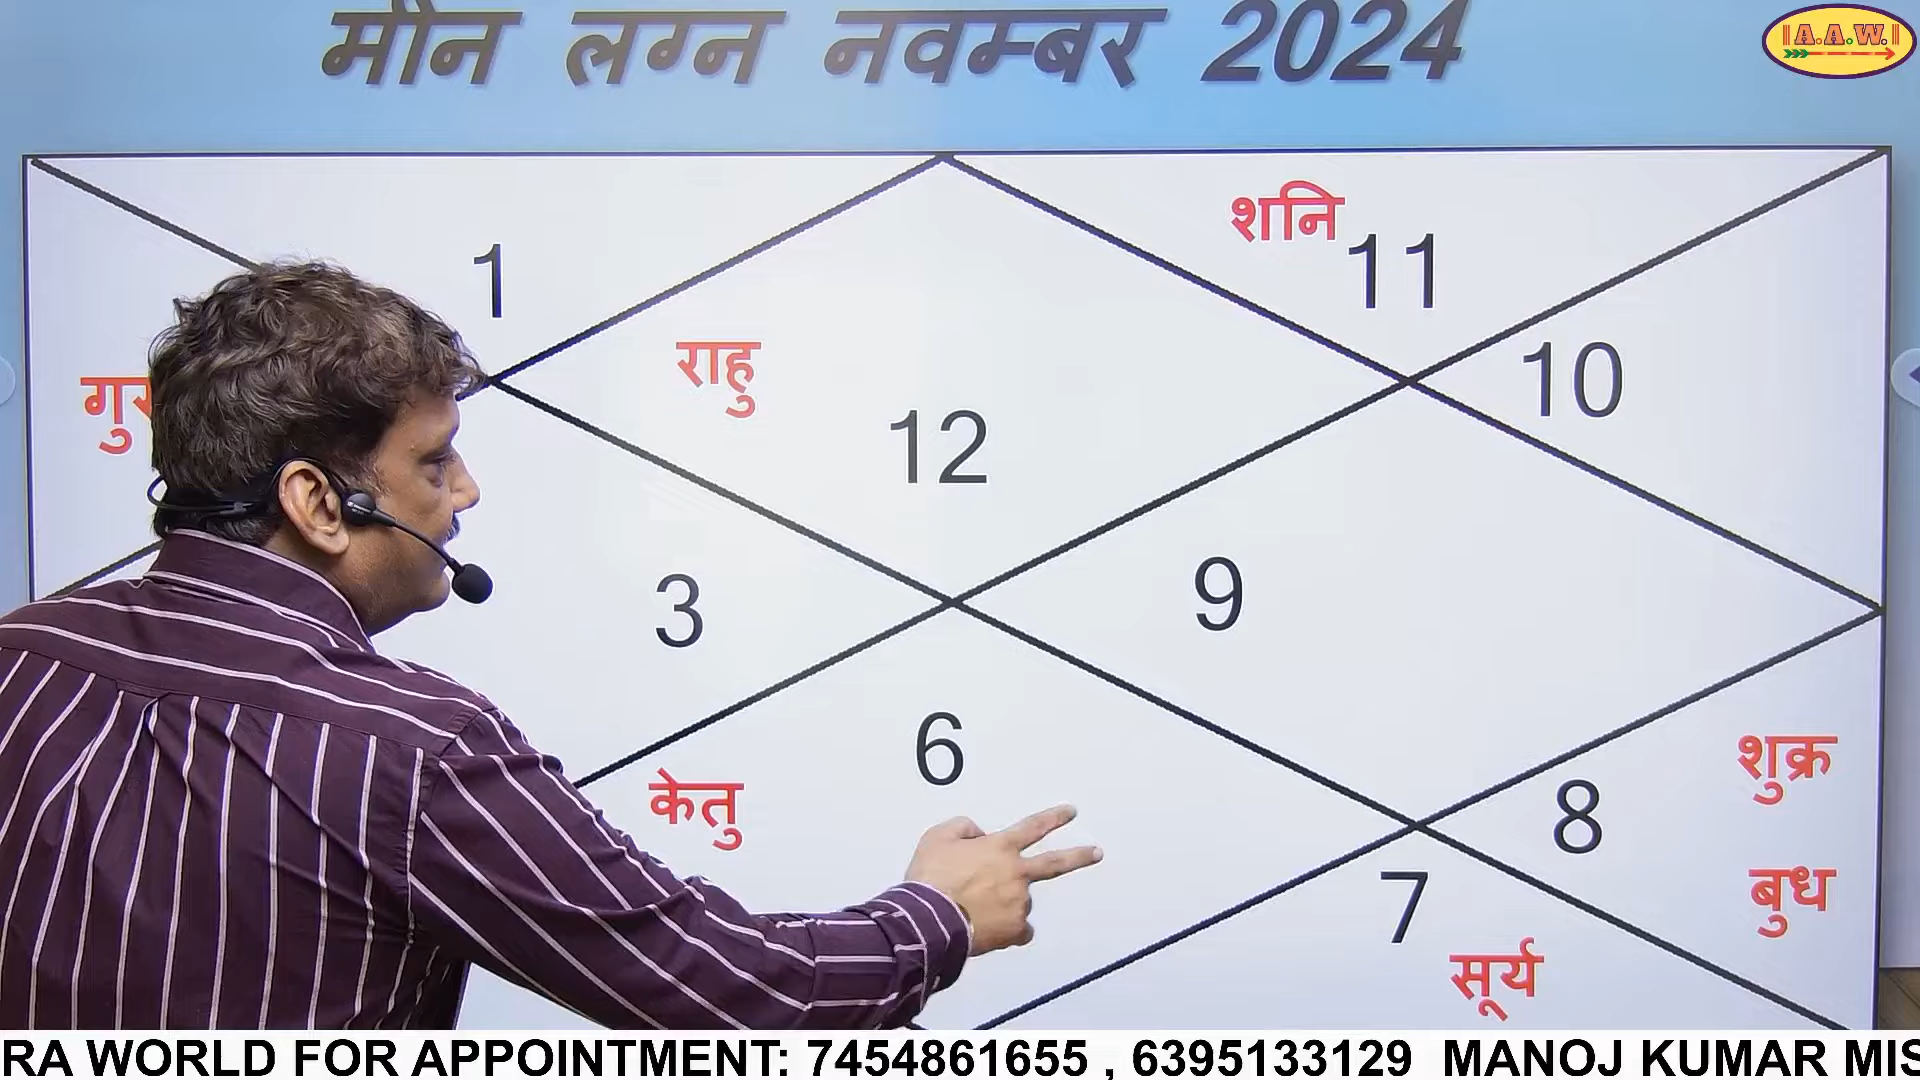 मीन लग्न नवम्बर 2024
A.A.W.
शनि
11
1
10
राहु
12
9
3
6
शुक्र
केतु
8
बुध
7
सूर्य
RA WORLD FOR APPOINTMENT: 7454861655 , 6395133129 MANOJ KUMAR